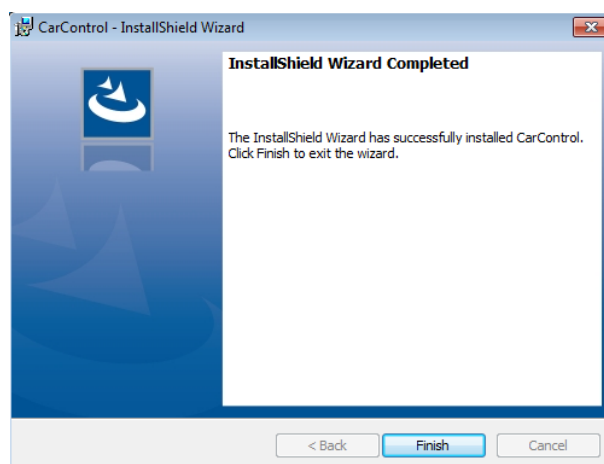 CarControl - InstallShield Wizard
InstallShield Wizard Completed
The InstallShield Wizard has successfully installed CarControl.
Click Finish to exit the wizard.
< Back
Finish
Cancel